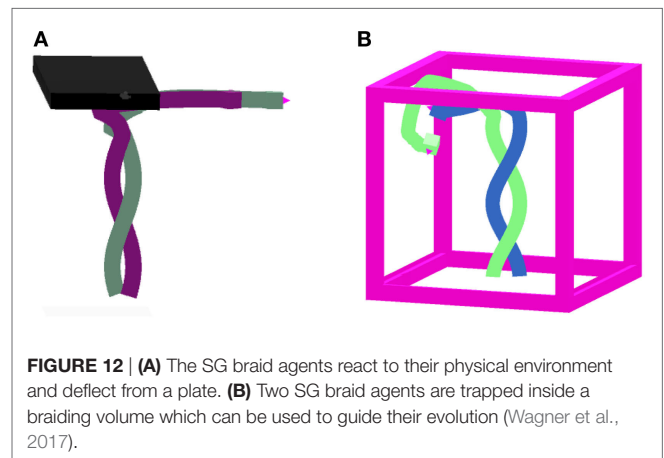 A
B
FIGURE 12 | (A) The SG braid agents react to their physical environment
and deflect from a plate. (B) Two SG braid agents are trapped inside a
braiding volume which can be used to guide their evolution (Wagner et al.,
2017).